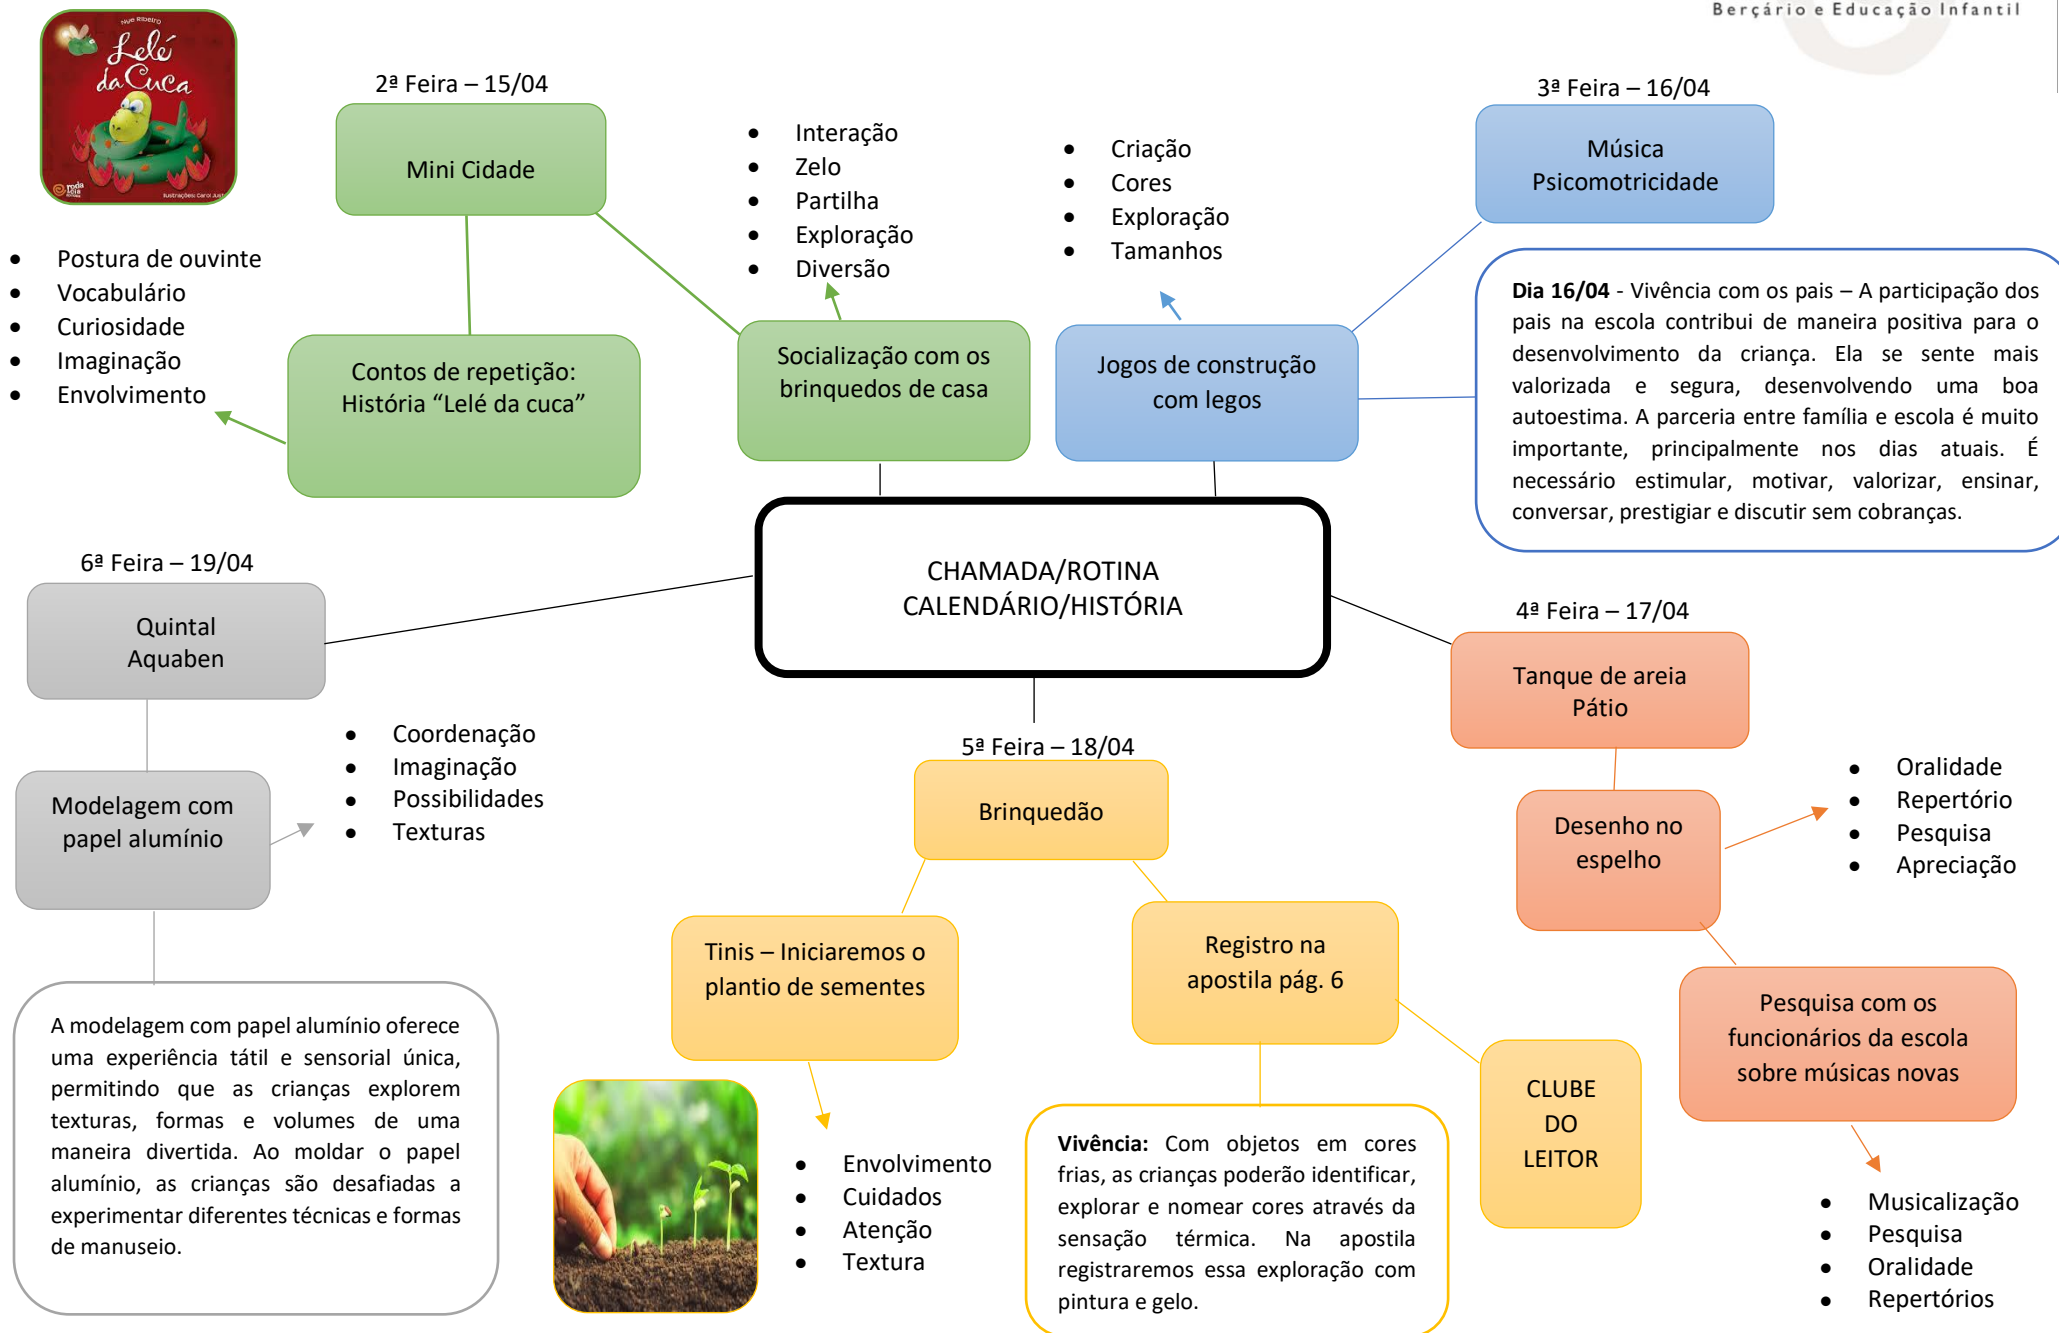 Berçário e Educação Infantil
Nye Ribeiro
Lelé
da Cuca
2ª Feira – 15/04
Mini Cidade
• Interação
• Zelo
• Partilha
• Exploração
• Diversão
• Criação
• Cores
• Exploração
• Tamanhos
3ª Feira – 16/04
Música
Psicomotricidade
• Postura de ouvinte
• Vocabulário
• Curiosidade
• Imaginação
• Envolvimento
Contos de repetição:
História “Lelé da cuca”
Socialização com os
brinquedos de casa
Jogos de construção
com legos
Dia 16/04 - Vivência com os pais – A participação dos
pais na escola contribui de maneira positiva para o
desenvolvimento da criança. Ela se sente mais
valorizada e segura, desenvolvendo uma boa
autoestima. A parceria entre família e escola é muito
importante, principalmente nos dias atuais. É
necessário estimular, motivar, valorizar, ensinar,
conversar, prestigiar e discutir sem cobranças.
CHAMADA/ROTINA
CALENDÁRIO/HISTÓRIA
6ª Feira – 19/04
Quintal
Aquaben
Modelagem com
papel alumínio
• Coordenação
• Imaginação
• Possibilidades
• Texturas
A modelagem com papel alumínio oferece
uma experiência tátil e sensorial única,
permitindo que as crianças explorem
texturas, formas e volumes de uma
maneira divertida. Ao moldar o papel
alumínio, as crianças são desafiadas a
experimentar diferentes técnicas e formas
de manuseio.
5ª Feira – 18/04
Brinquedão
Tinis – Iniciaremos o
plantio de sementes
• Envolvimento
• Cuidados
• Atenção
• Textura
Registro na
apostila pág. 6
Vivência: Com objetos em cores
frias, as crianças poderão identificar,
explorar e nomear cores através da
sensação térmica. Na apostila
registraremos essa exploração com
pintura e gelo.
CLUBE
DO
LEITOR
4ª Feira – 17/04
Tanque de areia
Pátio
Desenho no
espelho
• Oralidade
• Repertório
• Pesquisa
• Apreciação
Pesquisa com os
funcionários da escola
sobre músicas novas
• Musicalização
• Pesquisa
• Oralidade
• Repertórios